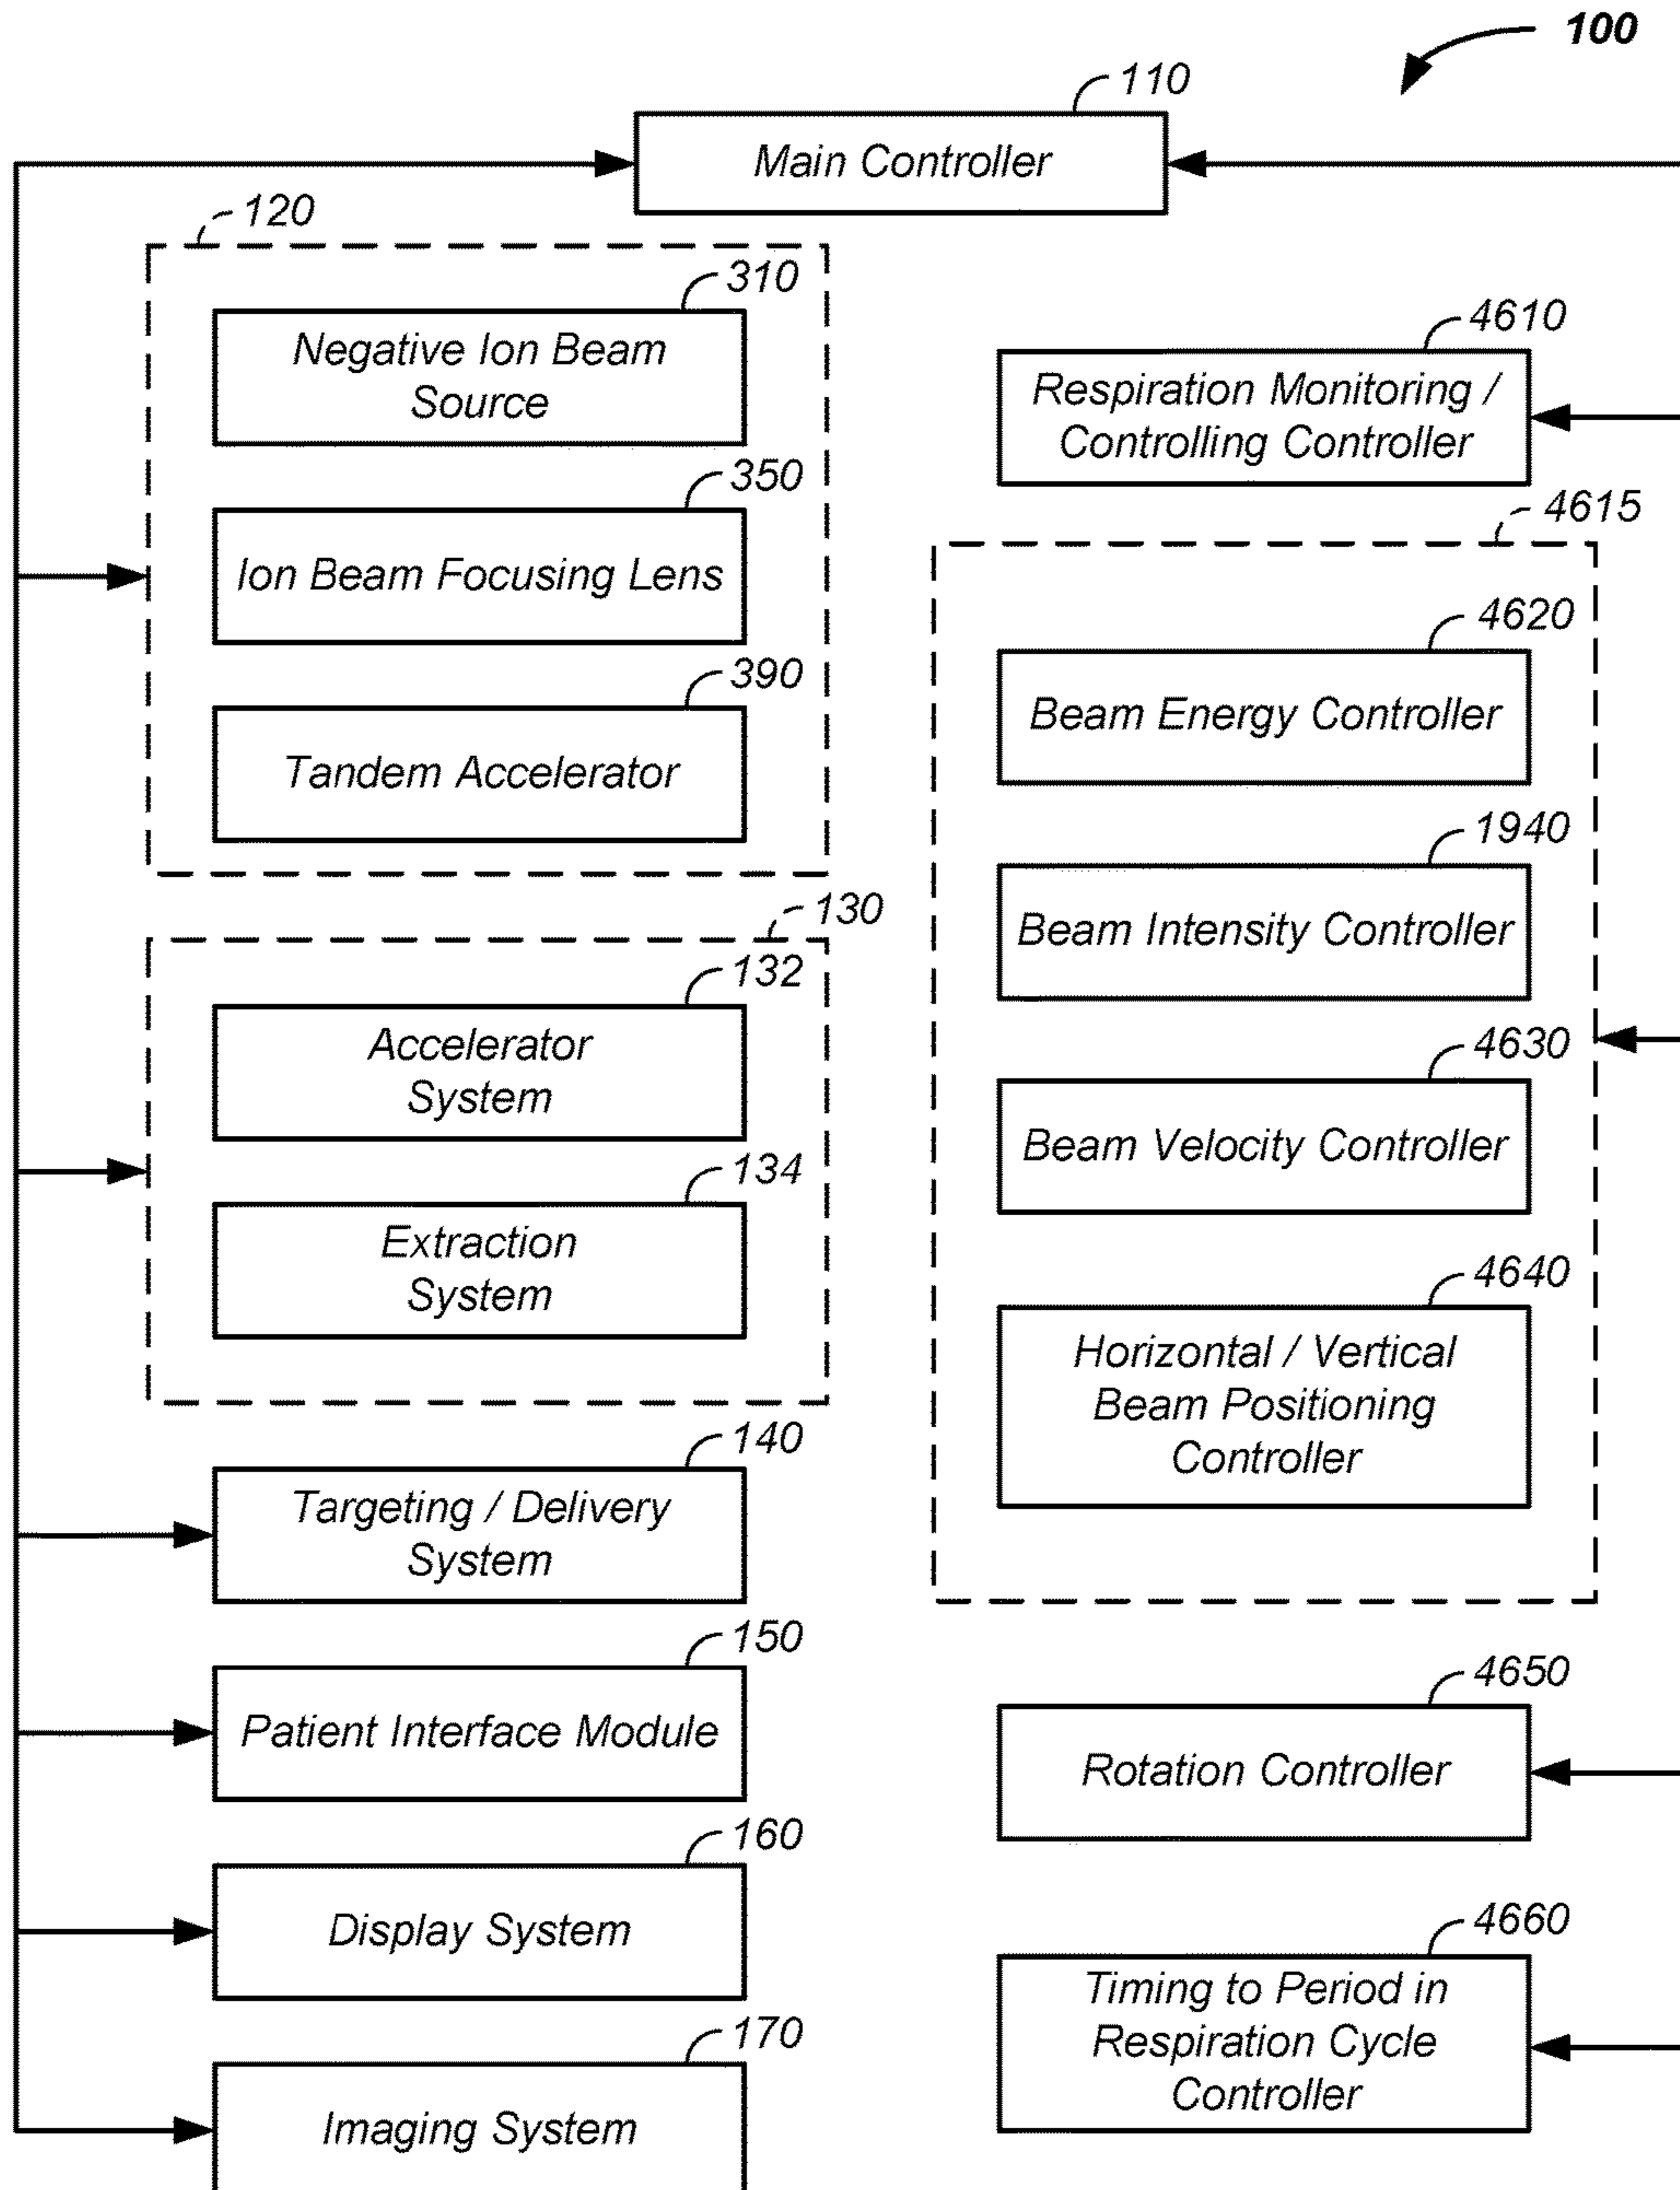 100
110
Main Controller
120
310
Negative Ion Beam
Source
350
Ion Beam Focusing Lens
390
Tandem Accelerator
130
132
Accelerator
System
134
Extraction
System
140
Targeting / Delivery
System
150
Patient Interface Module
160
Display System
170
Imaging System
4610
Respiration Monitoring /
Controlling Controller
4615
4620
Beam Energy Controller
1940
Beam Intensity Controller
4630
Beam Velocity Controller
4640
Horizontal / Vertical
Beam Positioning
Controller
4650
Rotation Controller
4660
Timing to Period in
Respiration Cycle
Controller